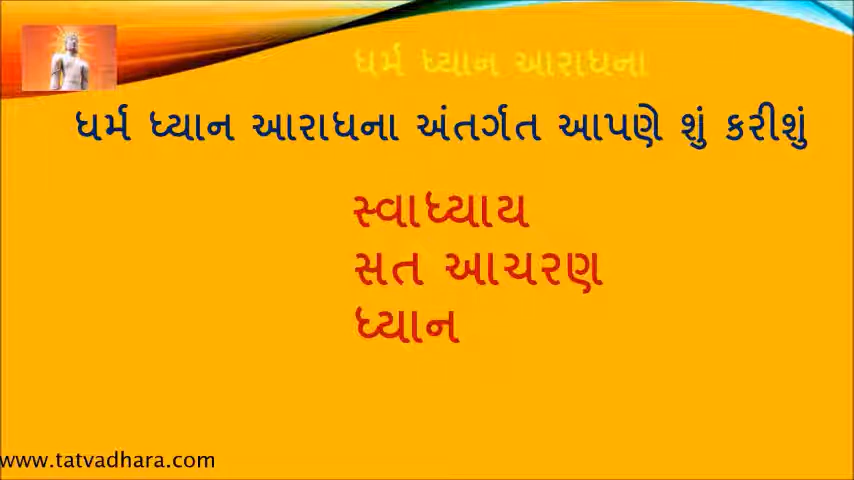 ધર્મ ધ્યાન આરાધના
ધર્મ ધ્યાન આરાધના અંતર્ગત આપણે શું કરીશું
સ્વાધ્યાય
સત આચરણ
ધ્યાન
www.tatvadhara.com